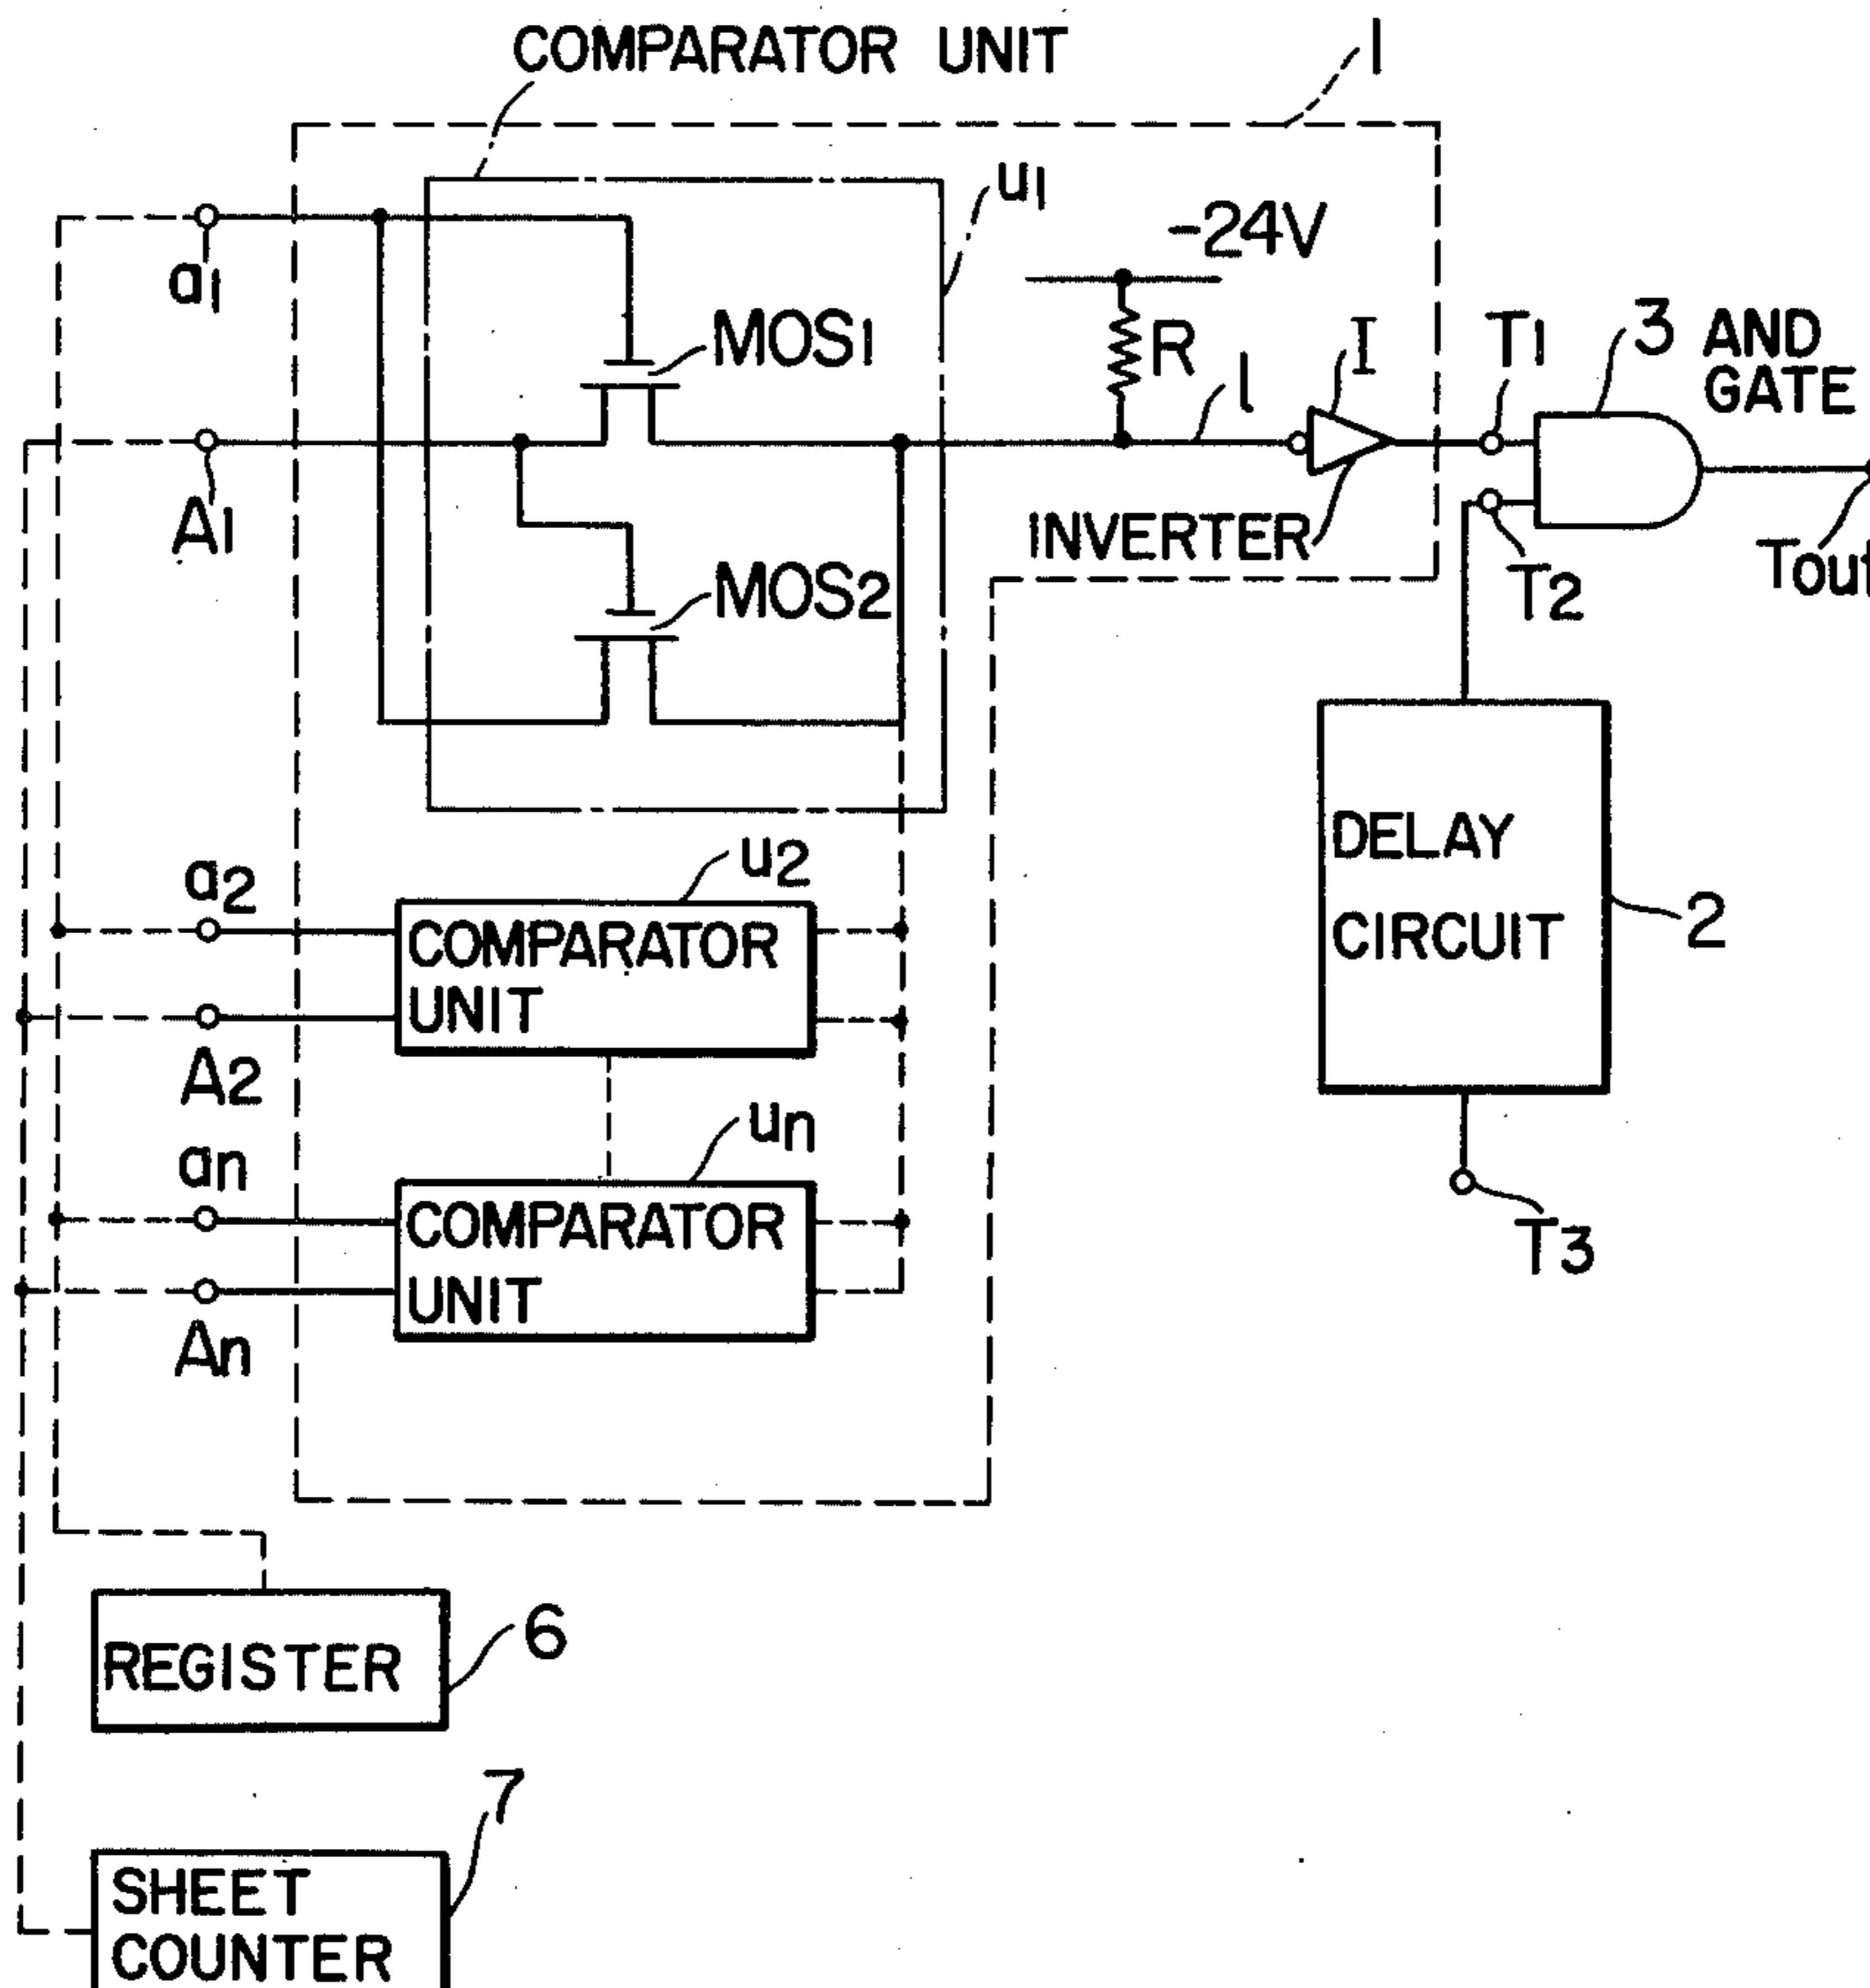 COMPARATOR UNIT
1
u1
-24V
a1
MOS1
R
l
I
T1
3 AND
GATE
A1
INVERTER
MOS2
T2
Tout
DELAY
CIRCUIT
2
a2
u2
COMPARATOR
UNIT
A2
un
an
COMPARATOR
UNIT
T3
An
REGISTER
6
7
SHEET
COUNTER